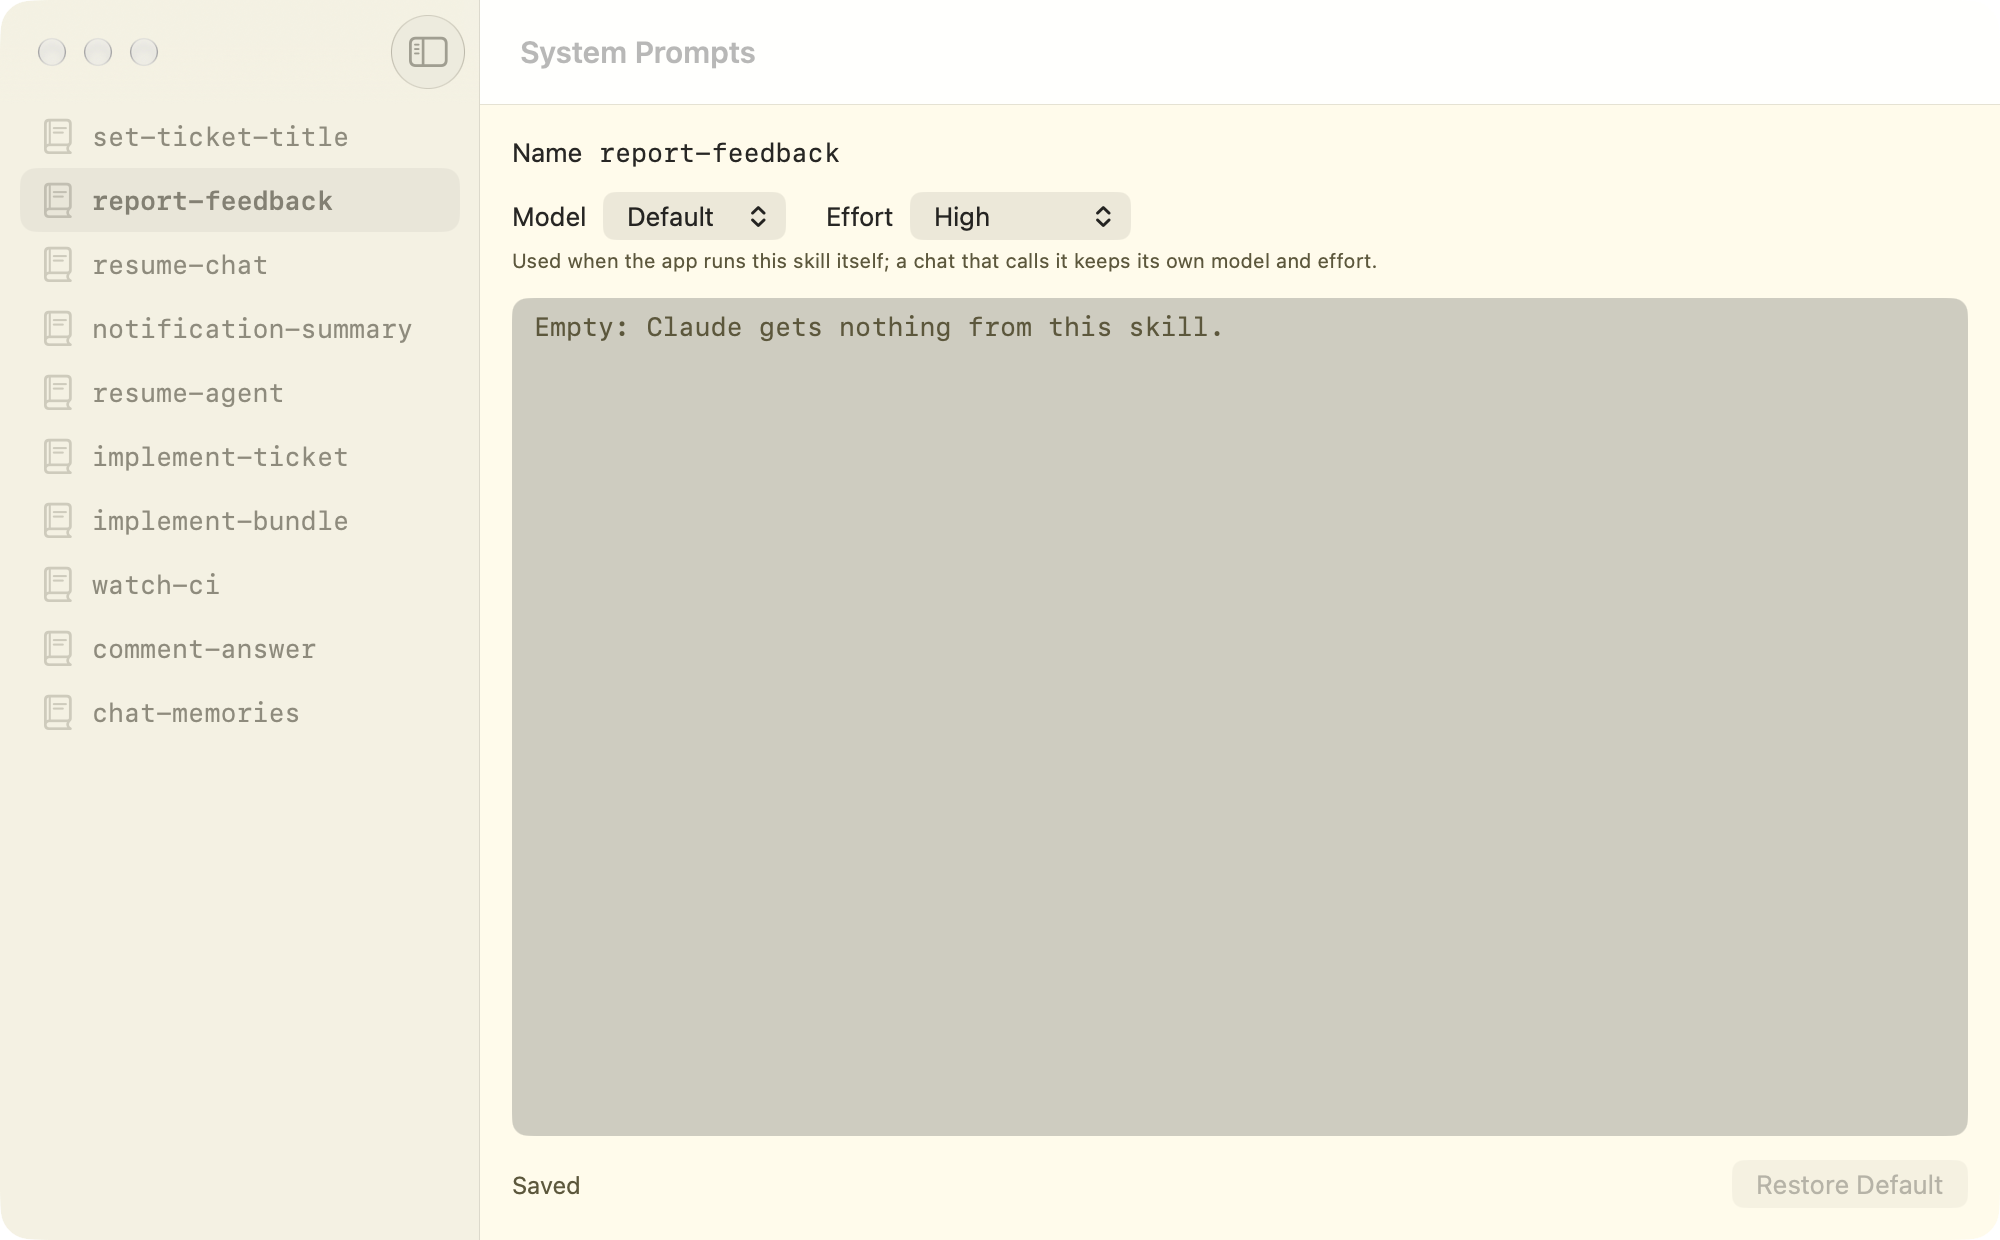 System Prompts
set-ticket-title
report-feedback
resume-chat
notification-summary
resume-agent
implement-ticket
implement-bundle
watch-ci
comment-answer
chat-memories
Name report-feedback
Model Default Effort High
Used when the app runs this skill itself; a chat that calls it keeps its own model and effort.
Empty: Claude gets nothing from this skill.
Saved
Restore Default